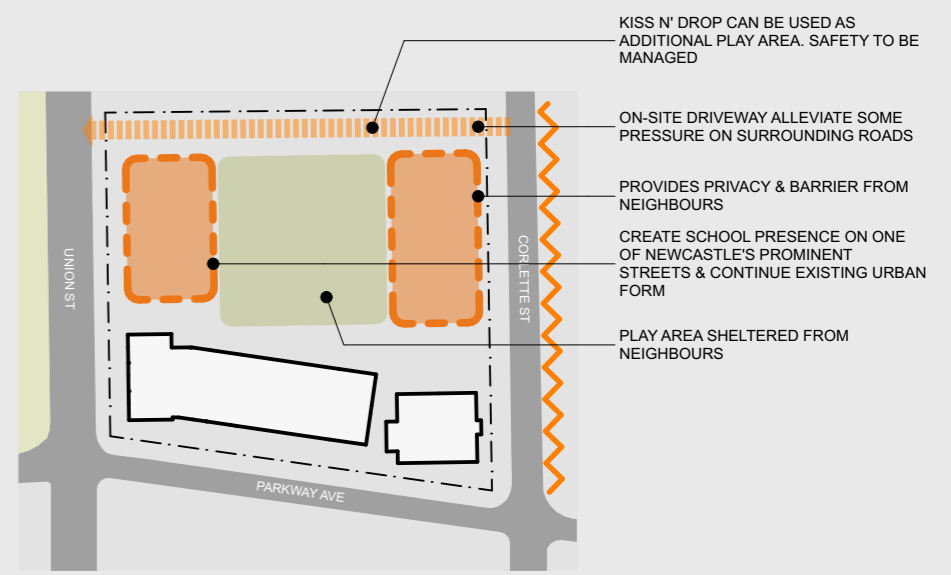 KISS N' DROP CAN BE USED AS
ADDITIONAL PLAY AREA. SAFETY TO BE
MANAGED
ON-SITE DRIVEWAY ALLEVIATE SOME
PRESSURE ON SURROUNDING ROADS
PROVIDES PRIVACY & BARRIER FROM
NEIGHBOURS
CREATE SCHOOL PRESENCE ON ONE
OF NEWCASTLE'S PROMINENT
STREETS & CONTINUE EXISTING URBAN
FORM
PLAY AREA SHELTERED FROM
NEIGHBOURS
UNION ST
CORLETTE ST
PARKWAY AVE